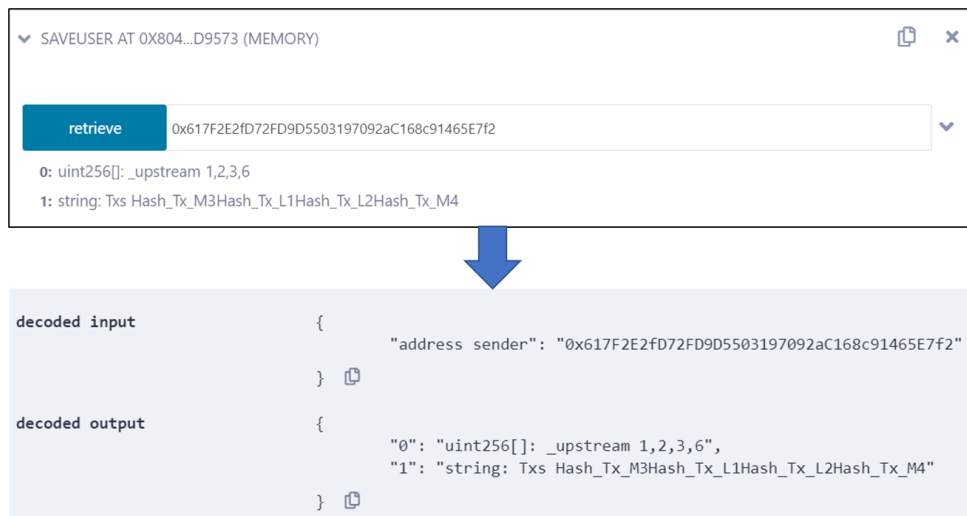 SAVEUSER AT 0X804...D9573 (MEMORY)
retrieve 0x617F2E2fD72FD9D5503197092aC168c91465E7f2
0: uint256[]: _upstream 1,2,3,6
1: string: Txs Hash_Tx_M3Hash_Tx_L1Hash_Tx_L2Hash_Tx_M4
decoded input {
"address sender": "0x617F2E2fD72FD9D5503197092aC168c91465E7f2"
}
decoded output {
"0": "uint256[]: _upstream 1,2,3,6",
"1": "string: Txs Hash_Tx_M3Hash_Tx_L1Hash_Tx_L2Hash_Tx_M4"
}